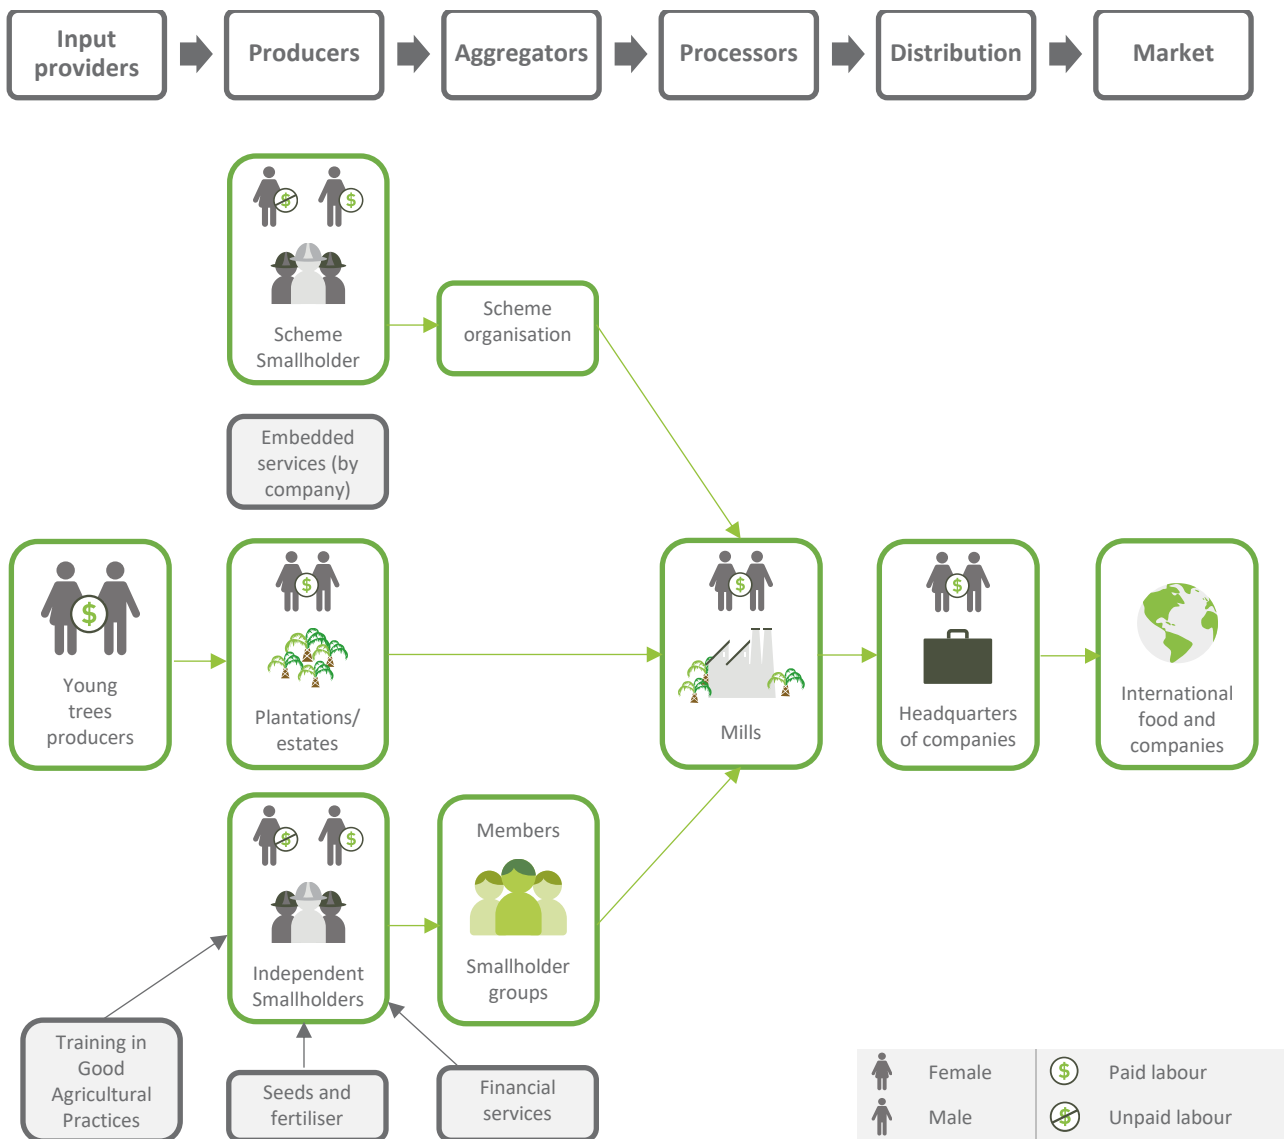 Input
providers
Producers
Aggregators
Processors
Distribution
Market
$
$
Scheme
Smallholder
Scheme
organisation
Embedded
services (by
company)
$
Young
trees
producers
$
Plantations/
estates
$
Mills
$
Headquarters
of companies
International
food and
companies
$
$
Independent
Smallholders
Members
Smallholder
groups
Training in
Good
Agricultural
Practices
Seeds and
fertiliser
Financial
services
Female
$
Paid labour
Male
$
Unpaid labour